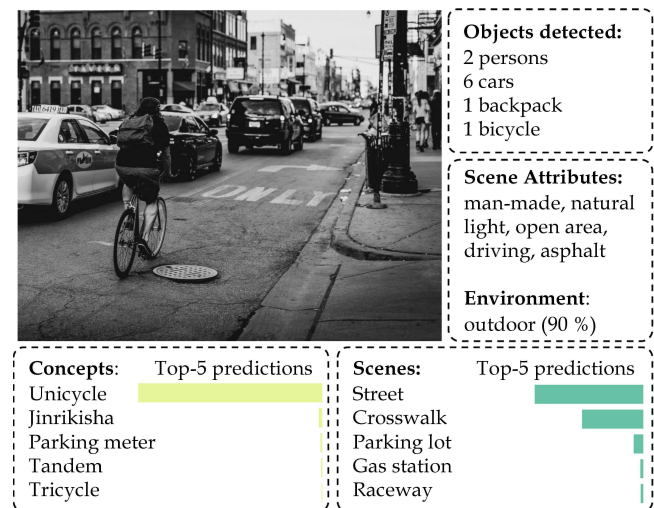 ONLY
Objects detected:
2 persons
6 cars
1 backpack
1 bicycle
Scene Attributes:
man-made, natural
light, open area,
driving, asphalt
Environment:
outdoor (90 %)
Concepts: Top-5 predictions
Unicycle
Jinrikisha
Parking meter
Tandem
Tricycle
Scenes: Top-5 predictions
Street
Crosswalk
Parking lot
Gas station
Raceway